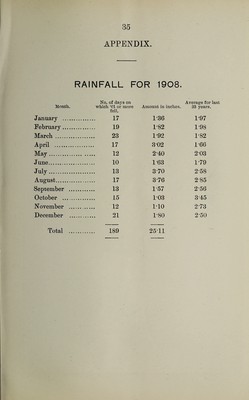 35
APPENDIX.
RAINFALL FOR 1908.
Month. No. of days on which ·01 or more fell. Amount in inches. Average for last 39 years.
January ............... 17 1·36 1·97
February ............... 19 1·82 1·98
March ............... 23 1·92 1·82
April ............... 17 3·02 1·66
May ............... 12 2·40 2·03
June ............... 10 1·63 1·79
July ............... 13 3·70 2·58
August ............... 17 3·76 2·85
September ............ 13 1·57 2·56
October ............ 15 1·03 3·45
November ............ 12 1·10 2·73
December ............ 21 1·80 2·50
Total ............ 189 25·11